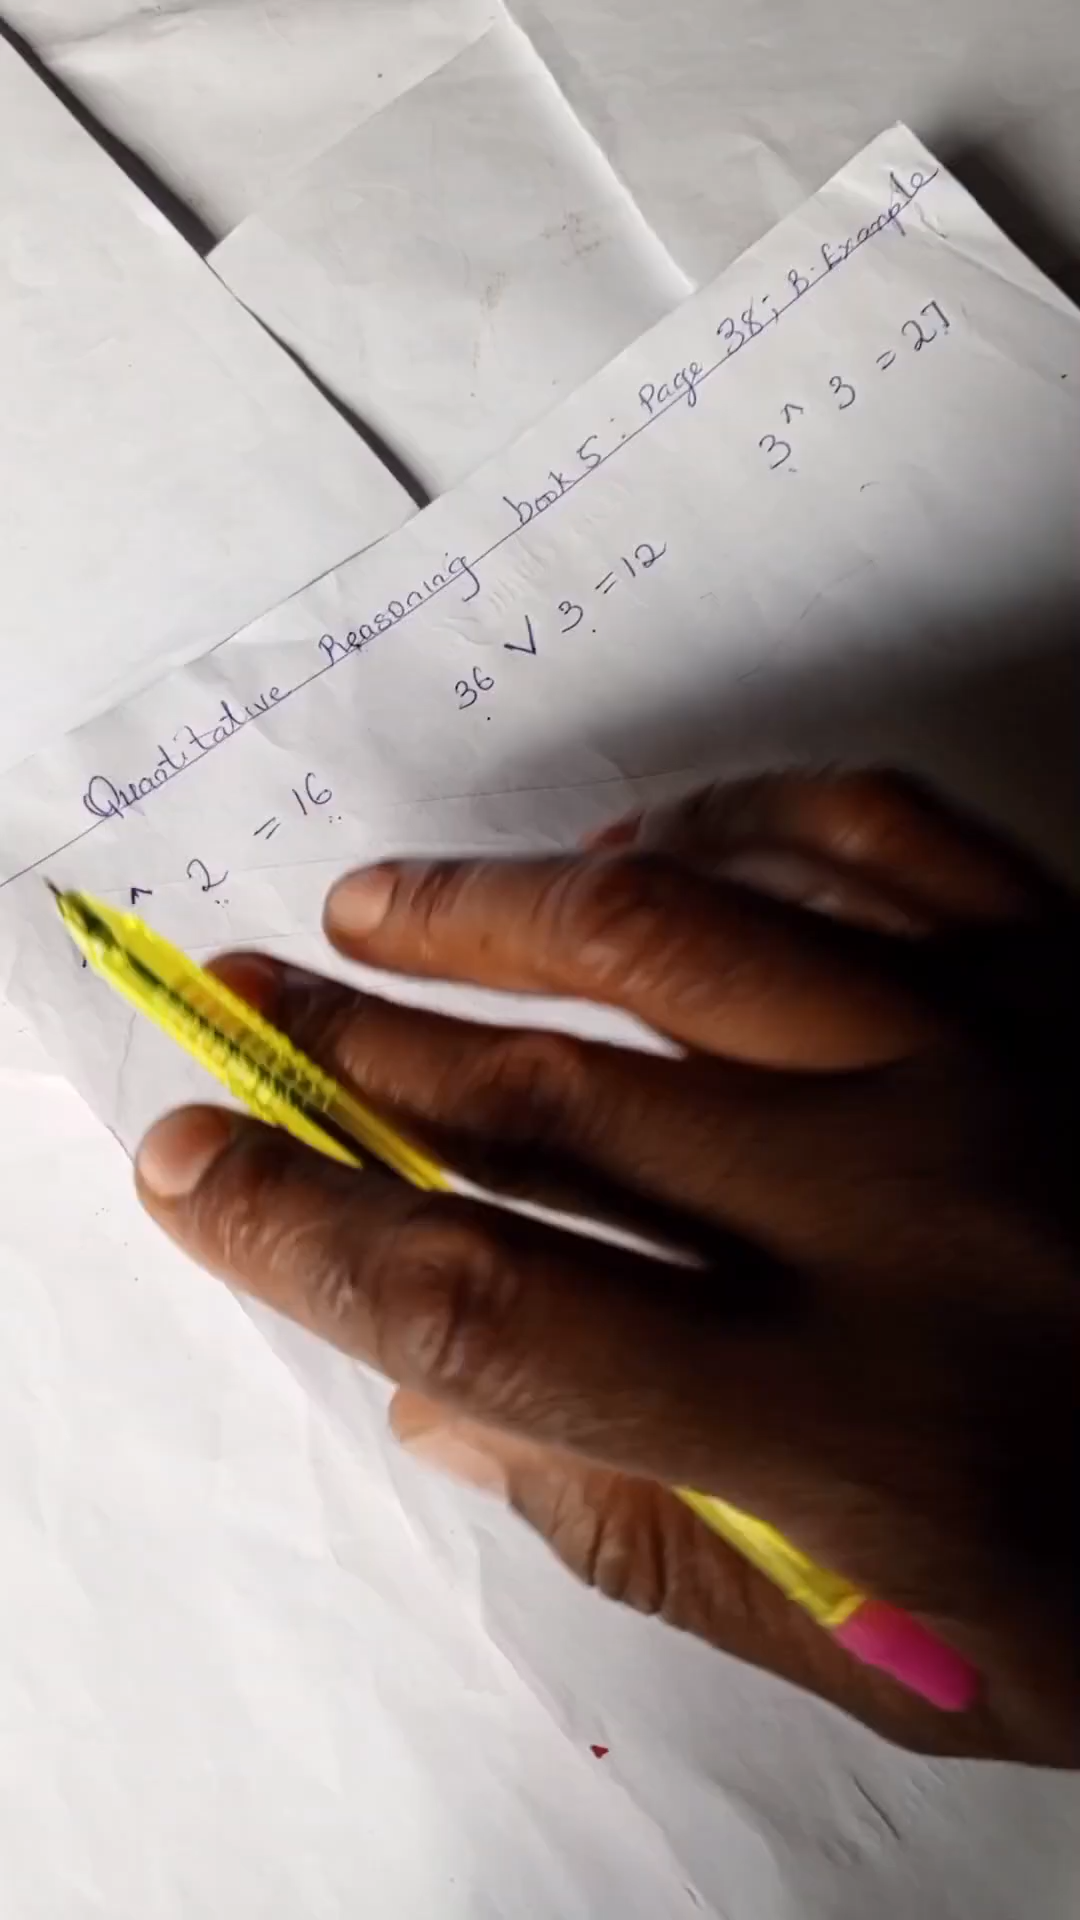 Quantitative Reasoning book 5: Page 38; B. Example
^ 2 = 16 36 V 3 = 12 3 ^ 3 = 27